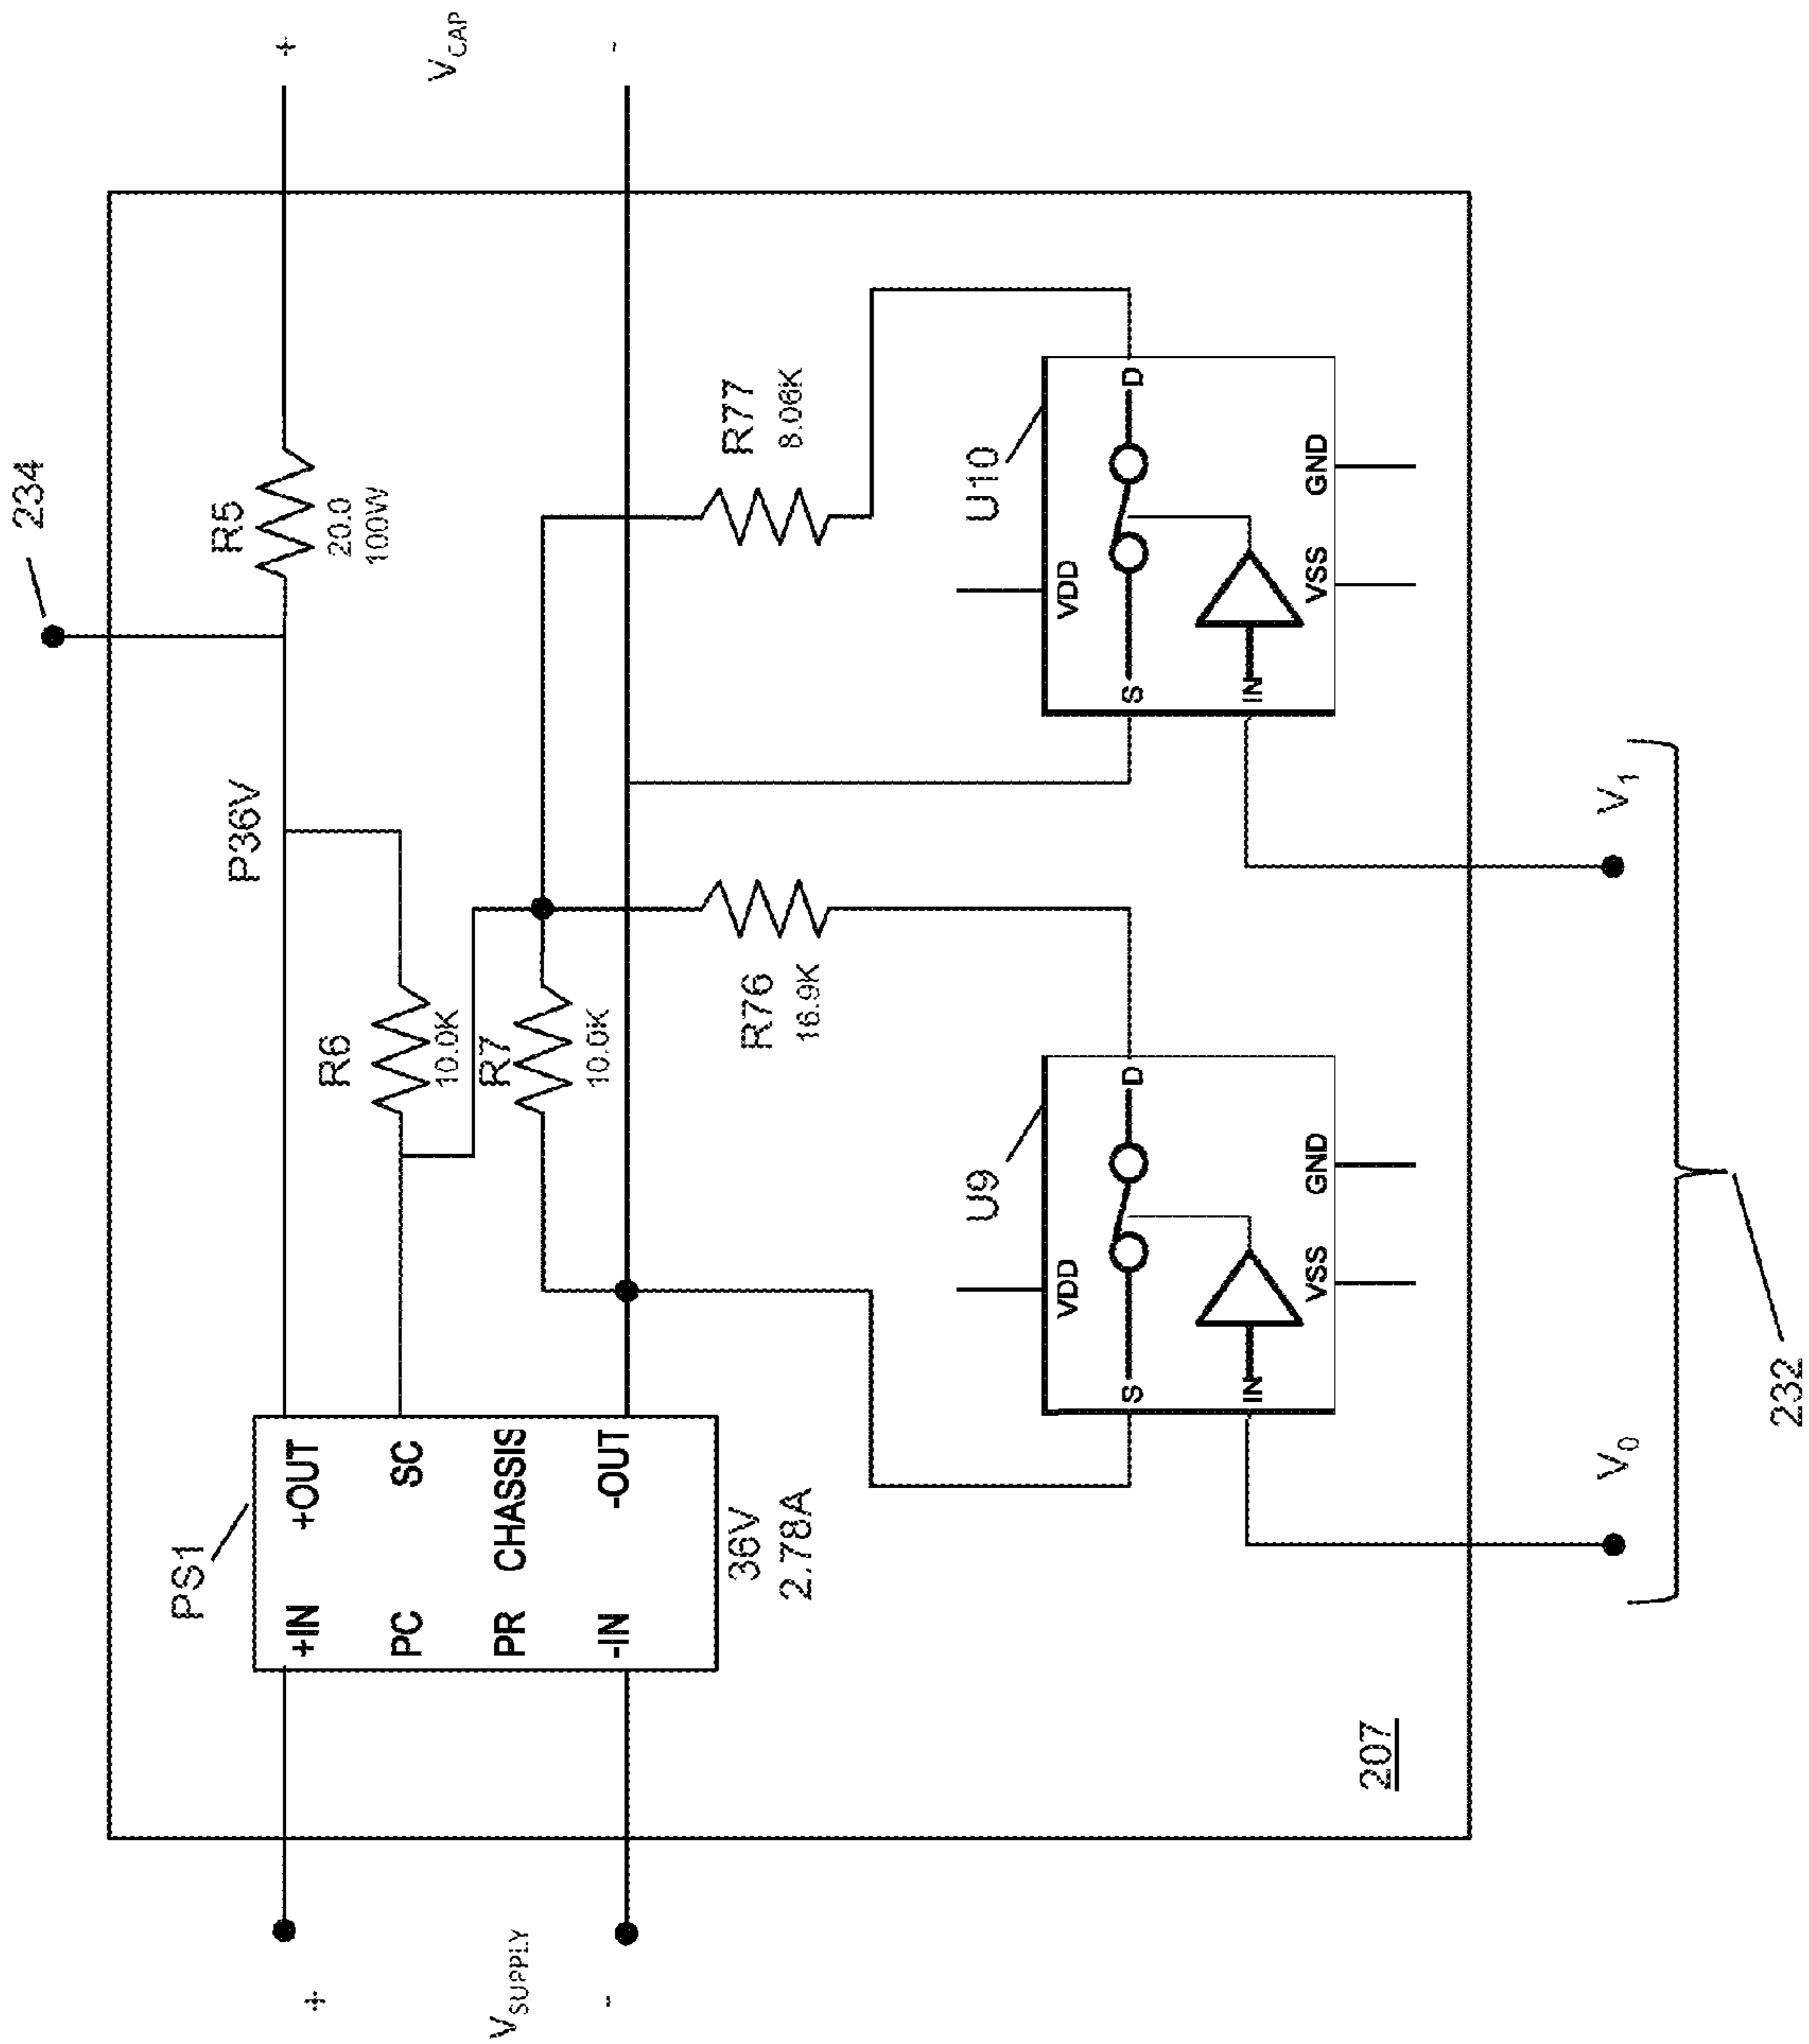 234
+
R5
20.0
100W
V_CAP
-
P36V
PS1
+IN
+OUT
PC
SC
PR
CHASSIS
-IN
-OUT
36V
2.78A
+
V_SUPPLY
-
R6
10.0K
R7
10.0K
R76
16.9K
R77
8.06K
U9
VDD
S
D
IN
VSS
GND
U10
VDD
S
D
IN
VSS
GND
207
V_0
V_1
232